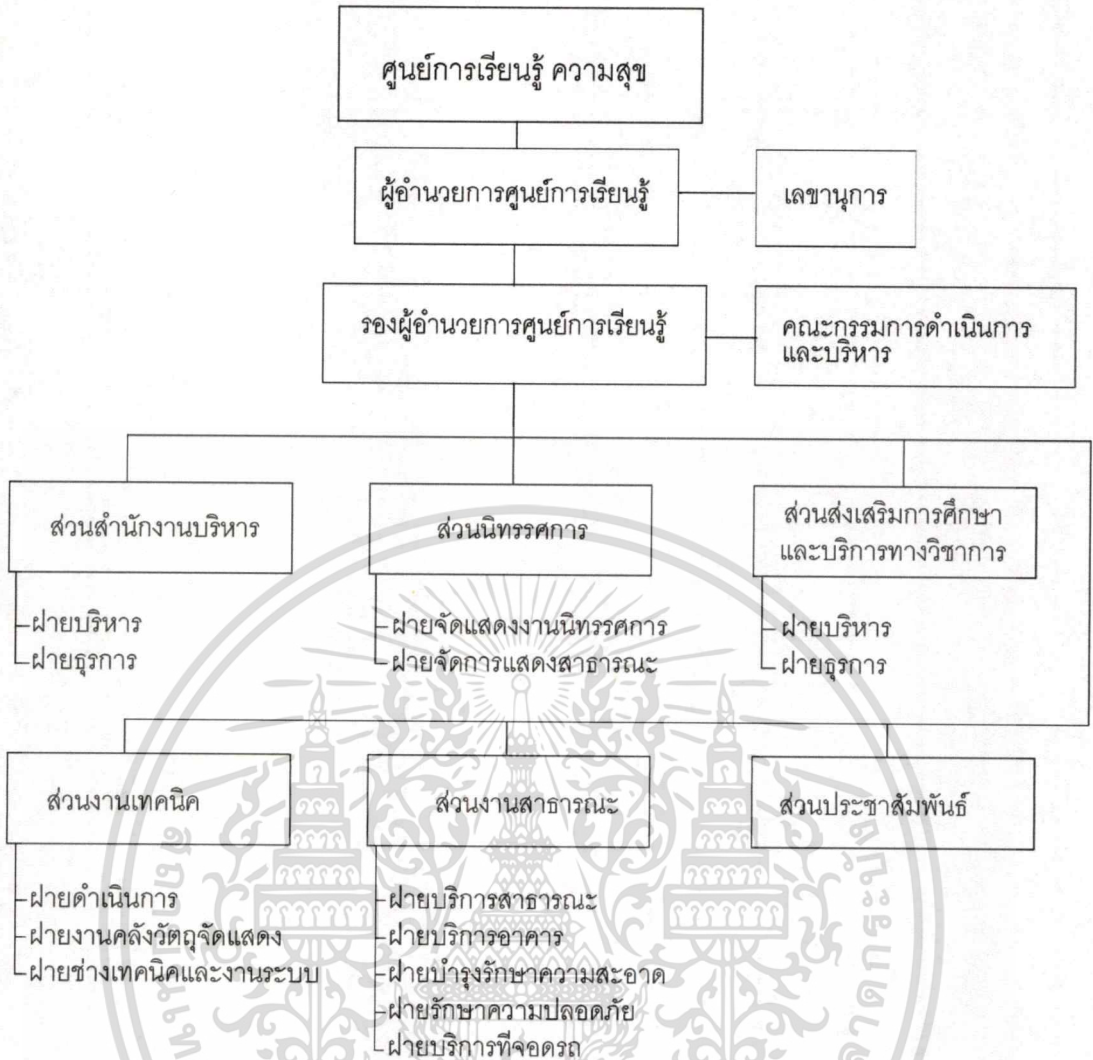 ศูนย์การเรียนรู้ ความสุข
ผู้อำนวยการศูนย์การเรียนรู้
เลขานุการ
รองผู้อำนวยการศูนย์การเรียนรู้
คณะกรรมการดำเนินการ
และบริหาร
ส่วนสำนักงานบริหาร
-ฝ่ายบริหาร
-ฝ่ายธุรการ
ส่วนนิทรรศการ
-ฝ่ายจัดแสดงงานนิทรรศการ
-ฝ่ายจัดการแสดงสาธารณะ
ส่วนส่งเสริมการศึกษา
และบริการทางวิชาการ
-ฝ่ายบริหาร
-ฝ่ายธุรการ
ส่วนงานเทคนิค
-ฝ่ายดำเนินการ
-ฝ่ายงานคลังวัตถุจัดแสดง
-ฝ่ายช่างเทคนิคและงานระบบ
ส่วนงานสาธารณะ
-ฝ่ายบริการสาธารณะ
-ฝ่ายบริการอาคาร
-ฝ่ายบำรุงรักษาความสะอาด
-ฝ่ายรักษาความปลอดภัย
-ฝ่ายบริการที่จอดรถ
ส่วนประชาสัมพันธ์